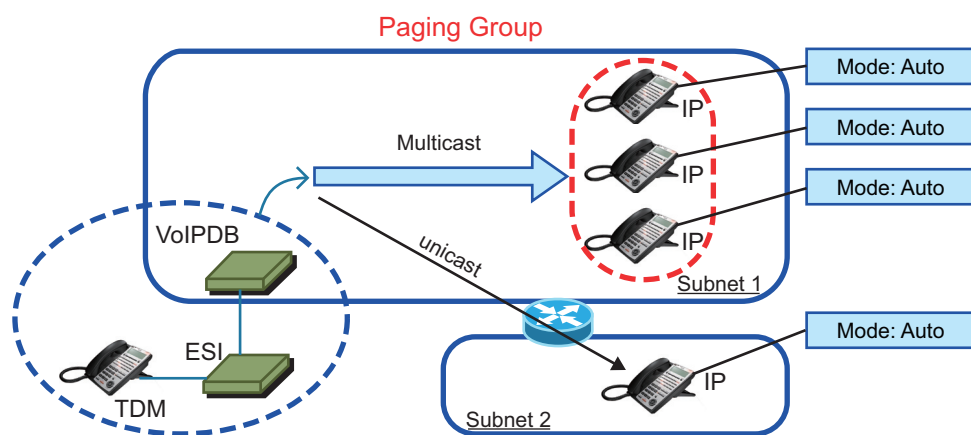 Paging Group
Mode: Auto
IP
Multicast
Mode: Auto
IP
Mode: Auto
VoIPDB
unicast
IP
Subnet 1
ESI
Mode: Auto
IP
TDM
Subnet 2